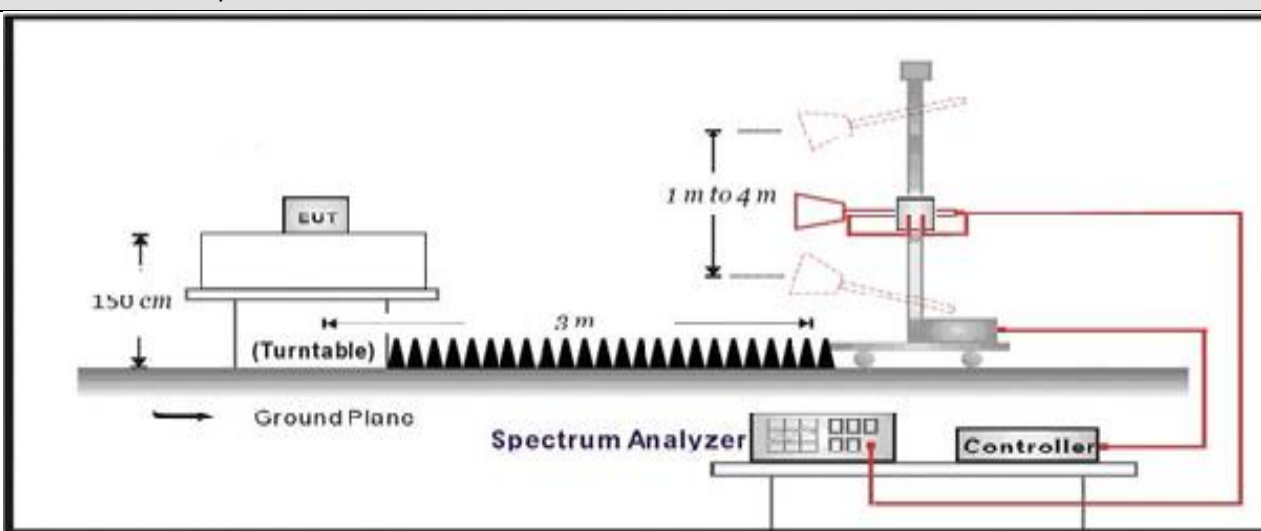 1 m to 4 m
EUT
150 cm
3 m
(Turntable)
Ground Plane
Spectrum Analyzer
Controller